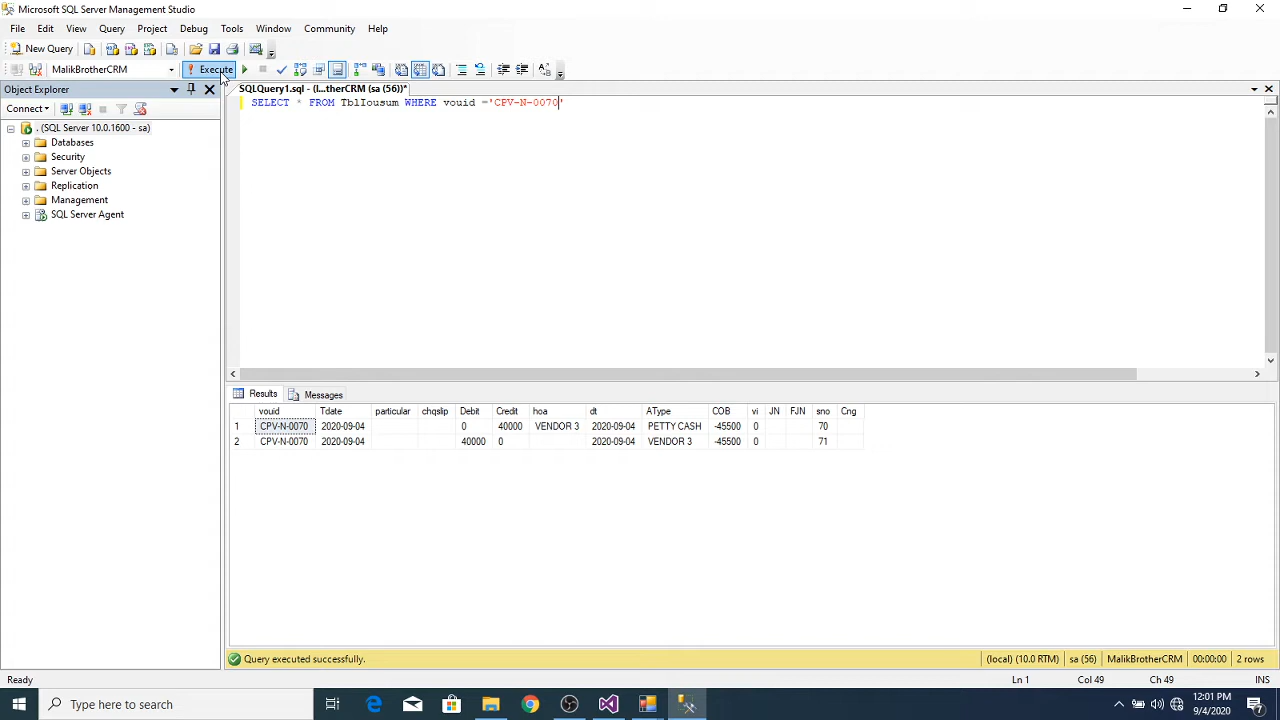 Microsoft SQL Server Management Studio
File Edit View Query Project Debug Tools Window Community Help
New Query
MalikBrotherCRM Execute
Object Explorer
SQLQuery1.sql - (l...therCRM (sa (56))*
SELECT * FROM TblIousum WHERE vouid ='CPV-N-0070'
Connect
. (SQL Server 10.0.1600 - sa)
Databases
Security
Server Objects
Replication
Management
SQL Server Agent
Results Messages
vouid Tdate particular chqslip Debit Credit hoa dt AType COB vi JN FJN sno Cng
1 CPV-N-0070 2020-09-04 0 40000 VENDOR 3 2020-09-04 PETTY CASH -45500 0 70
2 CPV-N-0070 2020-09-04 40000 0 2020-09-04 VENDOR 3 -45500 0 71
Query executed successfully. (local) (10.0 RTM) sa (56) MalikBrotherCRM 00:00:00 2 rows
Ready Ln 1 Col 49 Ch 49 INS
Type here to search
12:01 PM
9/4/2020